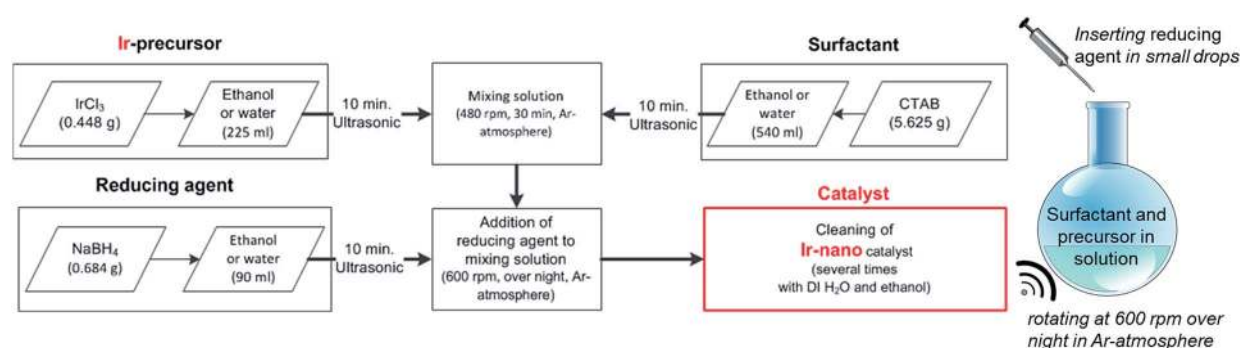 Ir-precursor
IrCl₃
(0.448 g)
Ethanol
or water
(225 ml)
10 min.
Ultrasonic
Mixing solution
(480 rpm, 30 min, Ar-
atmosphere)
Surfactant
10 min.
Ultrasonic
Ethanol or
water
(540 ml)
CTAB
(5.625 g)
Reducing agent
NaBH₄
(0.684 g)
Ethanol
or water
(90 ml)
10 min.
Ultrasonic
Addition of
reducing agent to
mixing solution
(600 rpm, over night, Ar-
atmosphere)
Catalyst
Cleaning of
Ir-nano catalyst
(several times
with DI H₂O and ethanol)
Inserting reducing
agent in small drops
Surfactant and
precursor in
solution
rotating at 600 rpm over
night in Ar-atmosphere